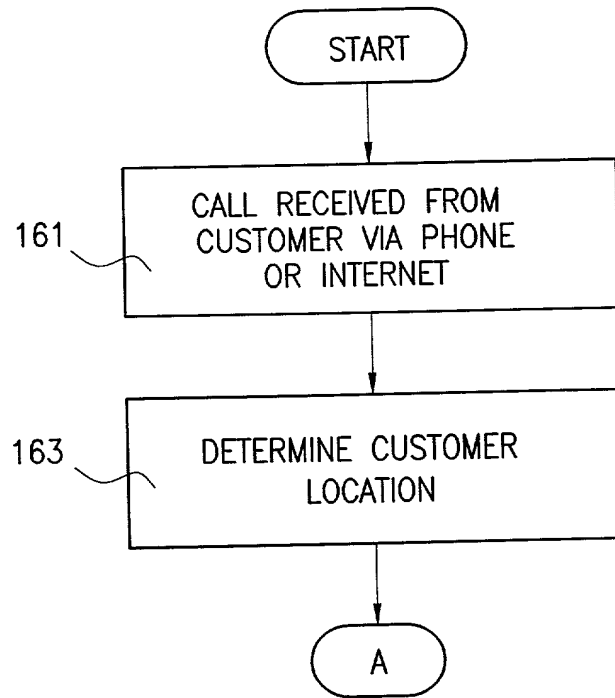 START
161
CALL RECEIVED FROM
CUSTOMER VIA PHONE
OR INTERNET
163
DETERMINE CUSTOMER
LOCATION
A